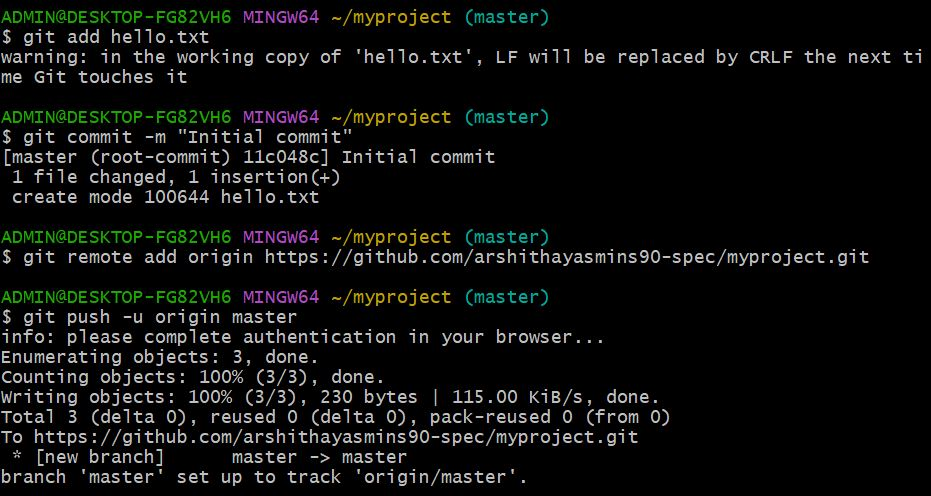 ADMIN@DESKTOP-FG82VH6 MINGW64 ~/myproject (master)
$ git add hello.txt
warning: in the working copy of 'hello.txt', LF will be replaced by CRLF the next ti
me Git touches it

ADMIN@DESKTOP-FG82VH6 MINGW64 ~/myproject (master)
$ git commit -m "Initial commit"
[master (root-commit) 11c048c] Initial commit
 1 file changed, 1 insertion(+)
 create mode 100644 hello.txt

ADMIN@DESKTOP-FG82VH6 MINGW64 ~/myproject (master)
$ git remote add origin https://github.com/arshithayasmins90-spec/myproject.git

ADMIN@DESKTOP-FG82VH6 MINGW64 ~/myproject (master)
$ git push -u origin master
info: please complete authentication in your browser...
Enumerating objects: 3, done.
Counting objects: 100% (3/3), done.
Writing objects: 100% (3/3), 230 bytes | 115.00 KiB/s, done.
Total 3 (delta 0), reused 0 (delta 0), pack-reused 0 (from 0)
To https://github.com/arshithayasmins90-spec/myproject.git
 * [new branch]      master -> master
branch 'master' set up to track 'origin/master'.